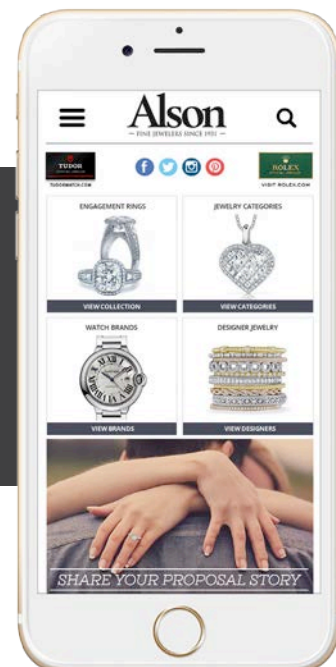 Alson
FINE JEWELERS SINCE 1931
TUDOR
TUDORWATCH.COM
ROLEX
VISIT ROLEX.COM
ENGAGEMENT RINGS
JEWELRY CATEGORIES
VIEW COLLECTION
VIEW CATEGORIES
WATCH BRANDS
DESIGNER JEWELRY
VIEW BRANDS
VIEW DESIGNERS
SHARE YOUR PROPOSAL STORY